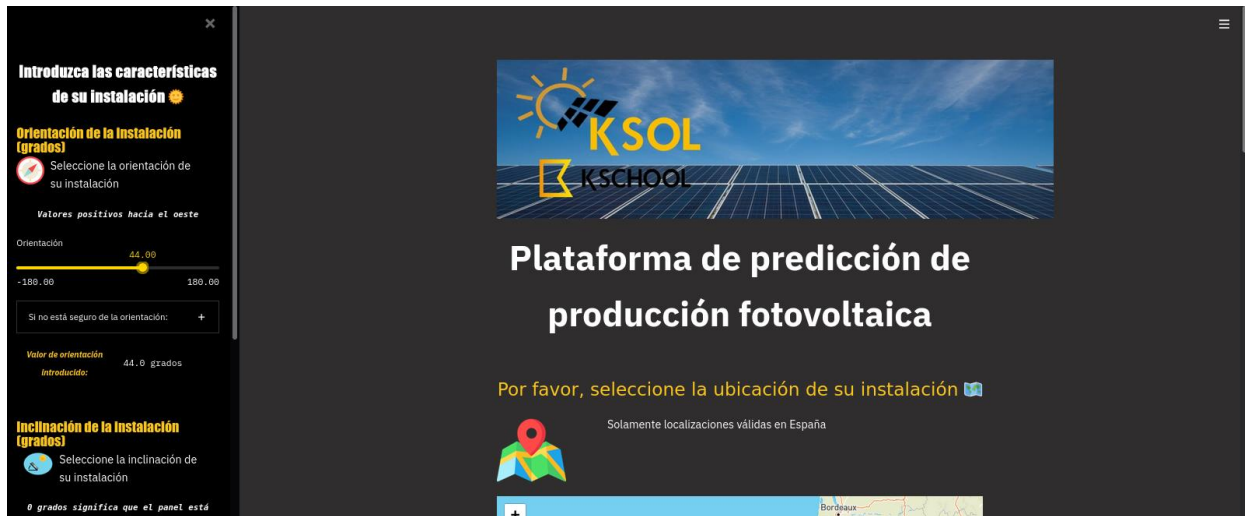 ×
Introduzca las características
de su instalación
Orientación de la Instalación
(grados)
Seleccione la orientación de
su instalación
Valores positivos hacia el oeste
Orientación
44.00
-180.00 180.00
Si no está seguro de la orientación: +
Valor de orientación
introducido:
44.0 grados
Inclinación de la Instalación
(grados)
Seleccione la inclinación de
su instalación
0 grados significa que el panel está
KSOL
KSCHOOL
Plataforma de predicción de
producción fotovoltaica
Por favor, seleccione la ubicación de su instalación
Solamente localizaciones válidas en España
+
Bordeaux